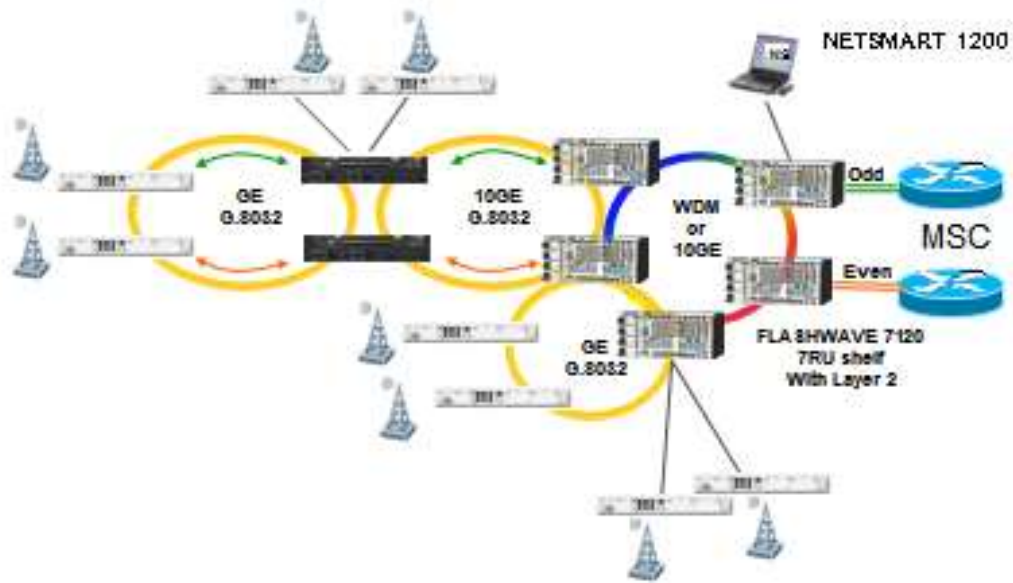 NETSMART 1200
Odd
GE
G.8032
10GE
G.8032
WDM
or
10GE
MSC
Even
GE
G.8032
FLASHWAVE 7120
7RU shelf
With Layer 2